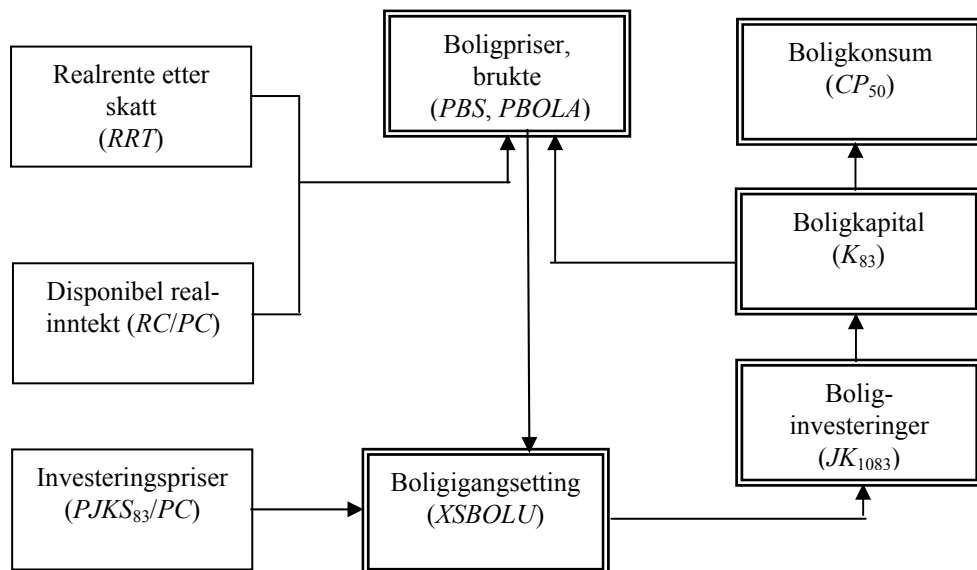 Realrente etter
skatt
(RRT)
Boligpriser,
brukte
(PBS, PBOLA)
Boligkonsum
(CP50)
Disponibel real-
inntekt (RC/PC)
Boligkapital
(K83)
Investeringspriser
(PJKS83/PC)
Boligigangsetting
(XSBOLU)
Bolig-
investeringer
(JK1083)